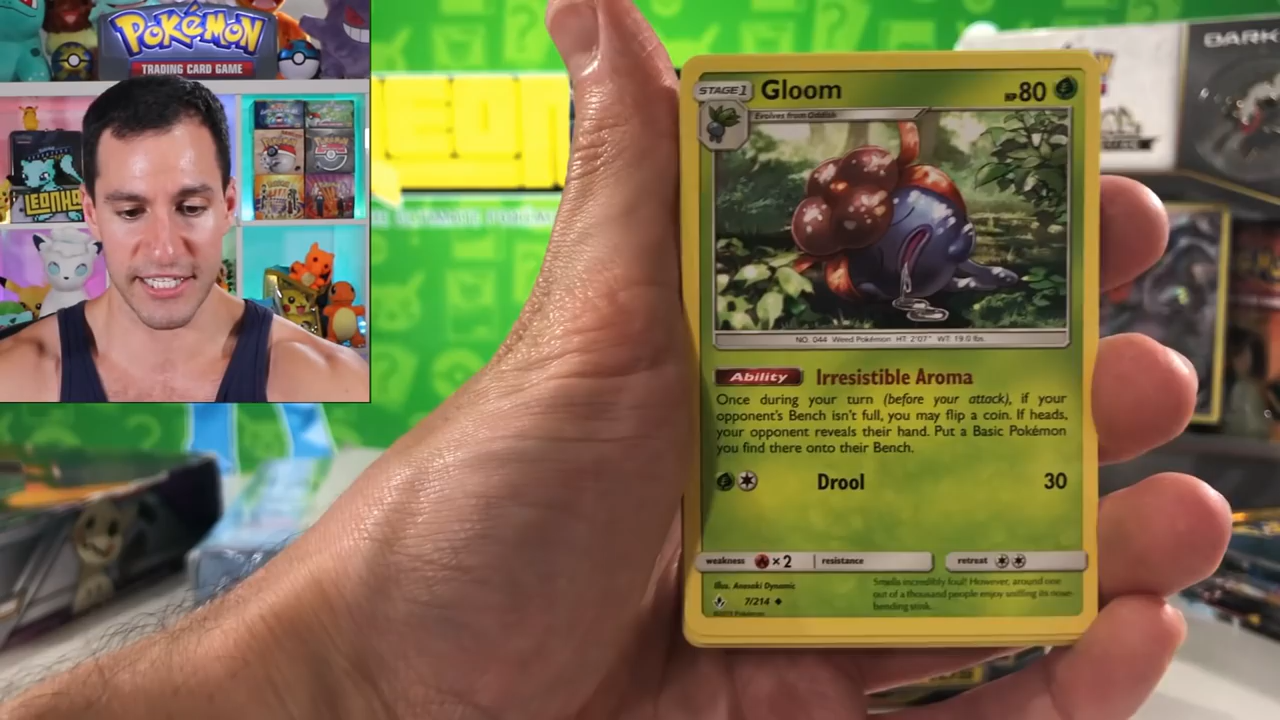 POKéMON
TRADING CARD GAME
LEONHA
DARK
STAGE 1
Gloom
HP 80
Evolves from Oddish
NO. 044 Weed Pokémon HT: 2'07" WT: 19.0 lbs.
Ability Irresistible Aroma
Once during your turn (before your attack), if your
opponent's Bench isn't full, you may flip a coin. If heads,
your opponent reveals their hand. Put a Basic Pokémon
you find there onto their Bench.
Drool 30
weakness ×2 resistance retreat
Illus. Anesaki Dynamic
7/214
Smells incredibly foul! However, around one
out of a thousand people enjoy sniffing its nose-
bending stink.